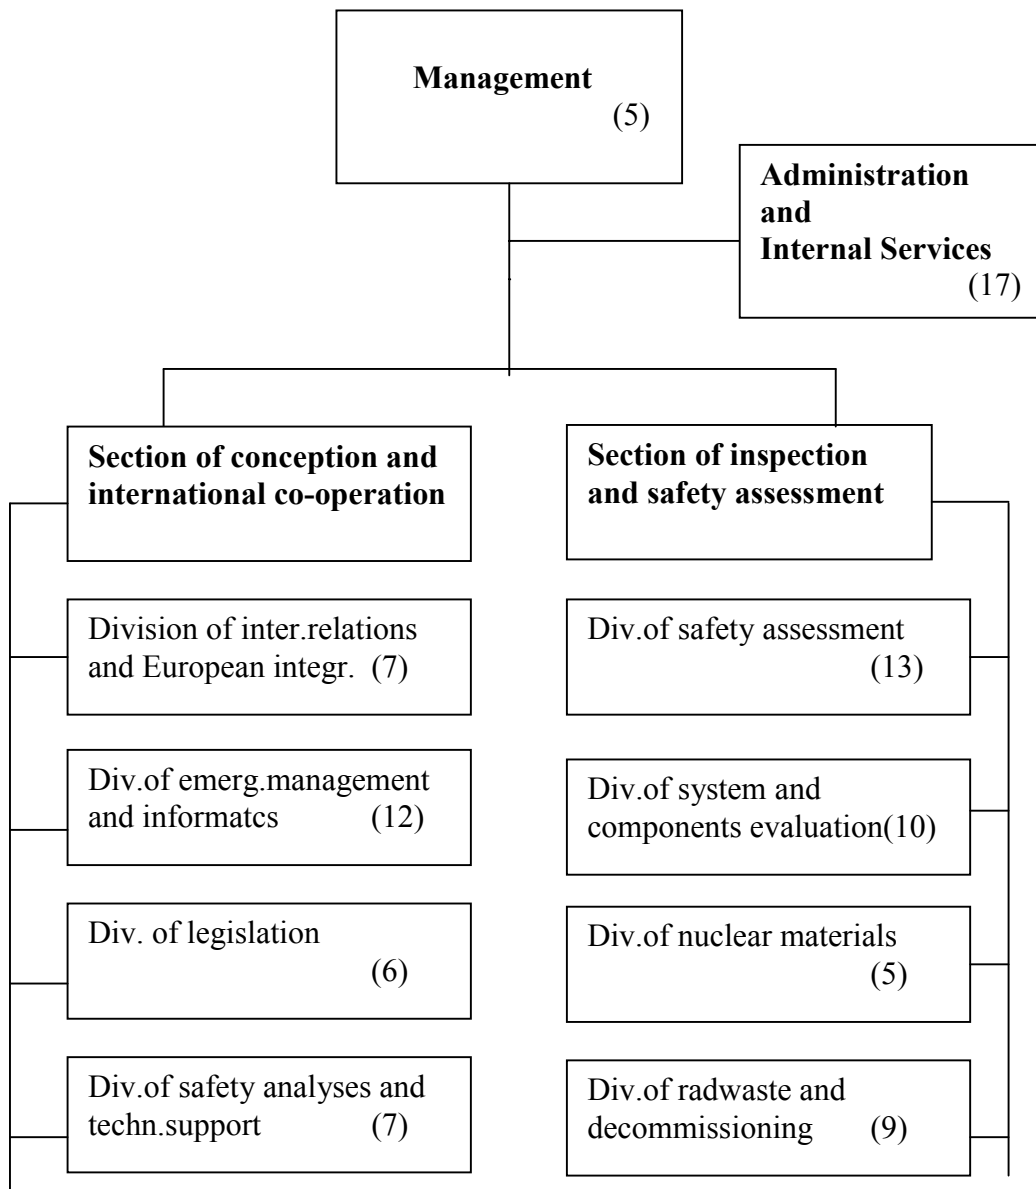 Management
(5)
Administration
and
Internal Services
(17)
Section of conception and
international co-operation
Section of inspection
and safety assessment
Division of inter.relations
and European integr. (7)
Div.of safety assessment
(13)
Div.of emerg.management
and informatcs (12)
Div.of system and
components evaluation(10)
Div. of legislation
(6)
Div.of nuclear materials
(5)
Div.of safety analyses and
techn.support (7)
Div.of radwaste and
decommissioning (9)